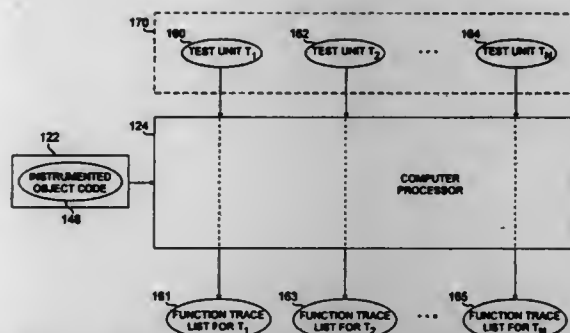 170
160 162 164
TEST UNIT T1 TEST UNIT T2 ... TEST UNIT TN
124
122
INSTRUMENTED
OBJECT CODE
COMPUTER
PROCESSOR
148
161 163 165
FUNCTION TRACE FUNCTION TRACE ... FUNCTION TRACE
LIST FOR T1 LIST FOR T2 LIST FOR TM